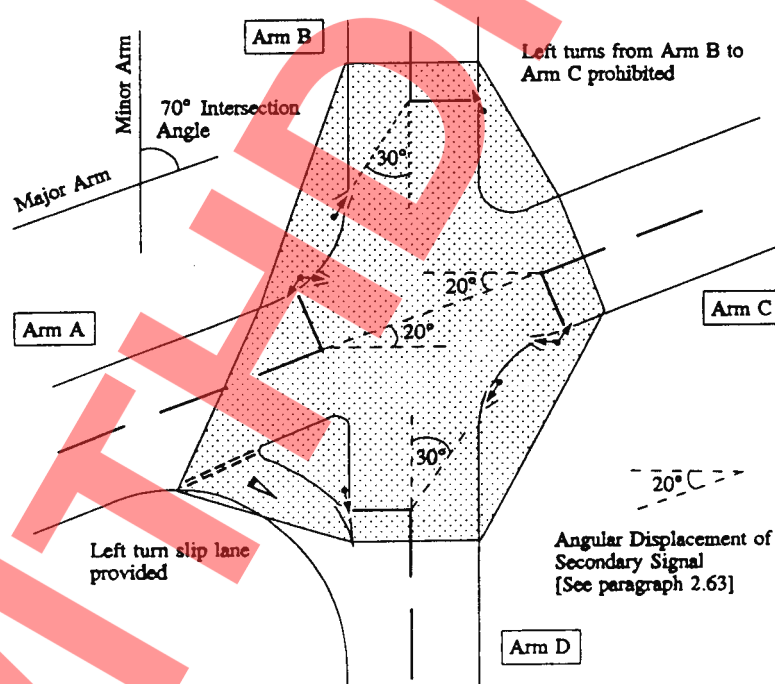 Arm B
Left turns from Arm B to
Arm C prohibited
Minor Arm
70° Intersection
Angle
Major Arm
30°
20°
20°
Arm A
Arm C
30°
20°
Left turn slip lane
provided
Angular Displacement of
Secondary Signal
[See paragraph 2.63]
Arm D